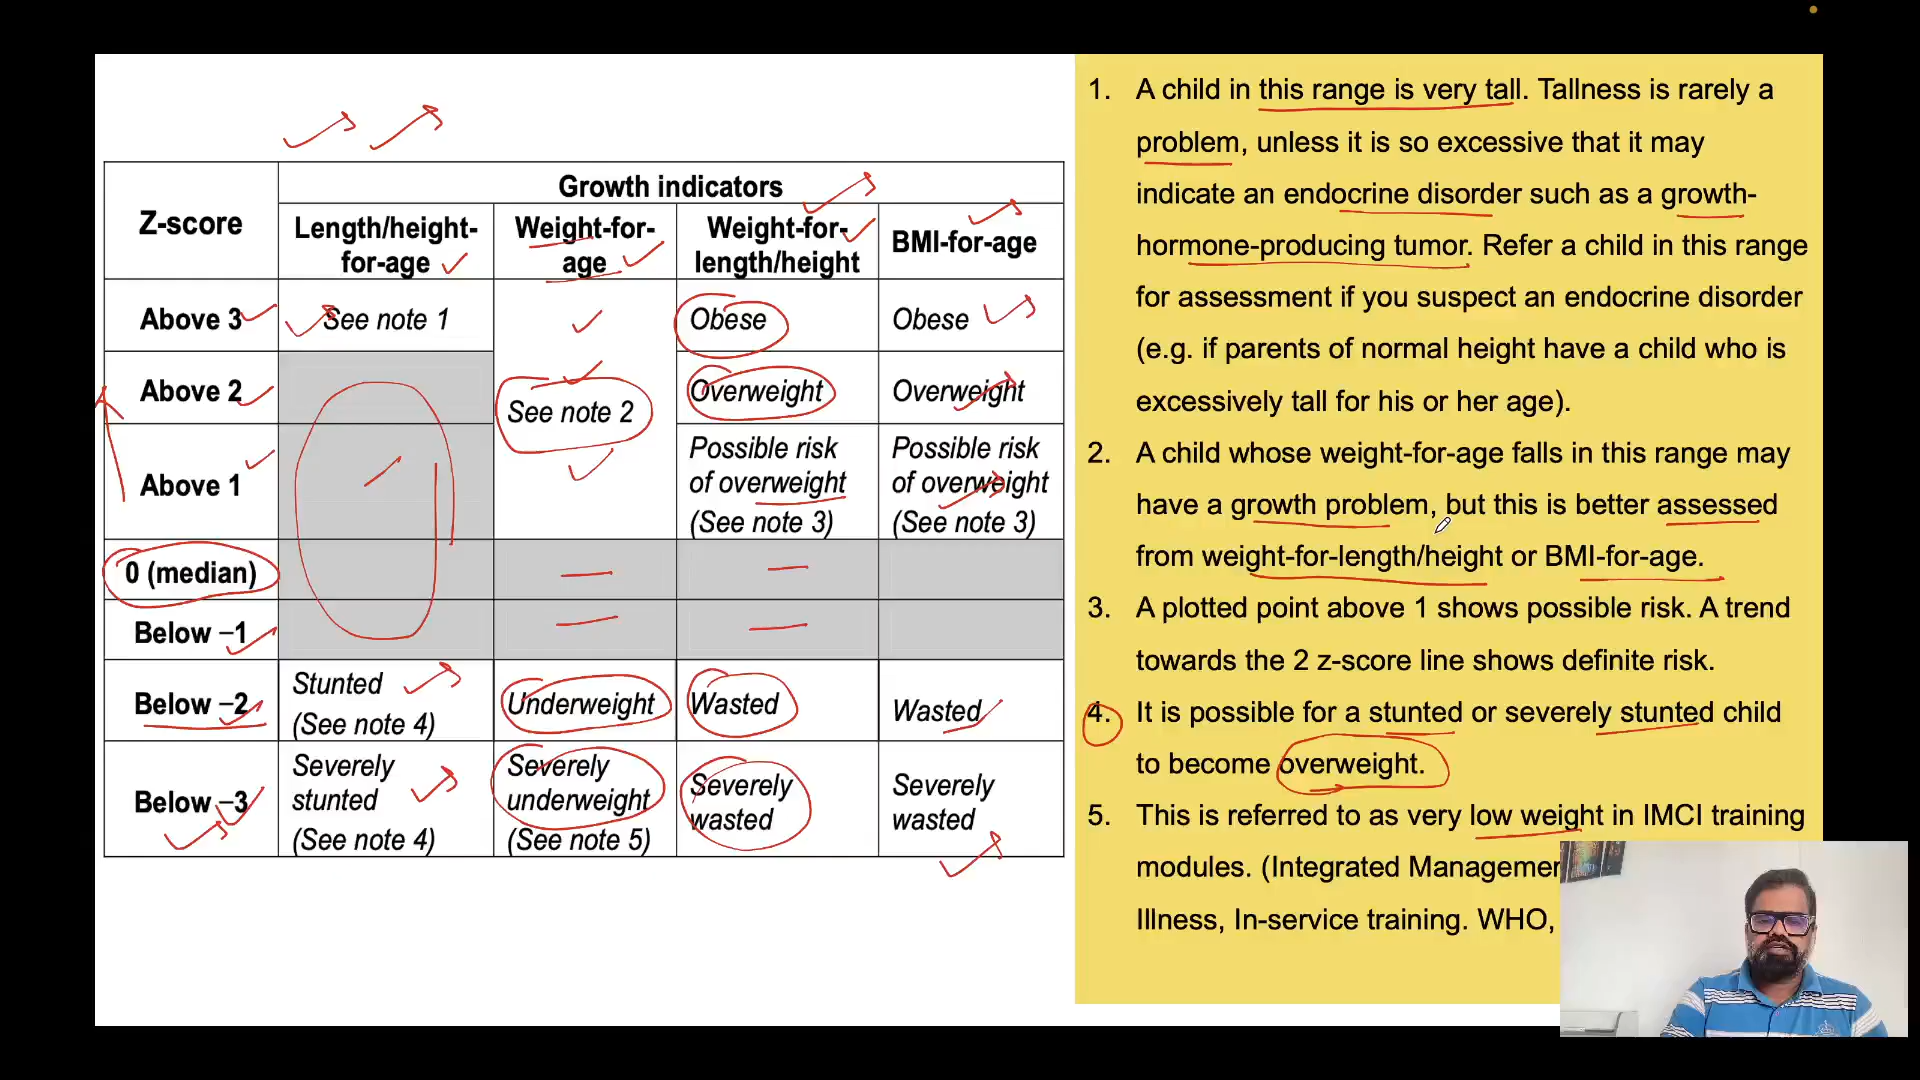 Z-score
Growth indicators
Length/height-
for-age
Weight-for-
age
Weight-for-
length/height
BMI-for-age
Above 3
See note 1
Obese
Obese
Above 2
See note 2
Overweight
Overweight
Above 1
Possible risk
of overweight
(See note 3)
Possible risk
of overweight
(See note 3)
0 (median)
Below −1
Below −2
Stunted
(See note 4)
Underweight
Wasted
Wasted
Below −3
Severely
stunted
(See note 4)
Severely
underweight
(See note 5)
Severely
wasted
Severely
wasted
1. A child in this range is very tall. Tallness is rarely a
problem, unless it is so excessive that it may
indicate an endocrine disorder such as a growth-
hormone-producing tumor. Refer a child in this range
for assessment if you suspect an endocrine disorder
(e.g. if parents of normal height have a child who is
excessively tall for his or her age).
2. A child whose weight-for-age falls in this range may
have a growth problem, but this is better assessed
from weight-for-length/height or BMI-for-age.
3. A plotted point above 1 shows possible risk. A trend
towards the 2 z-score line shows definite risk.
4. It is possible for a stunted or severely stunted child
to become overweight.
5. This is referred to as very low weight in IMCI training
modules. (Integrated
Illness, In-service training. WHO,